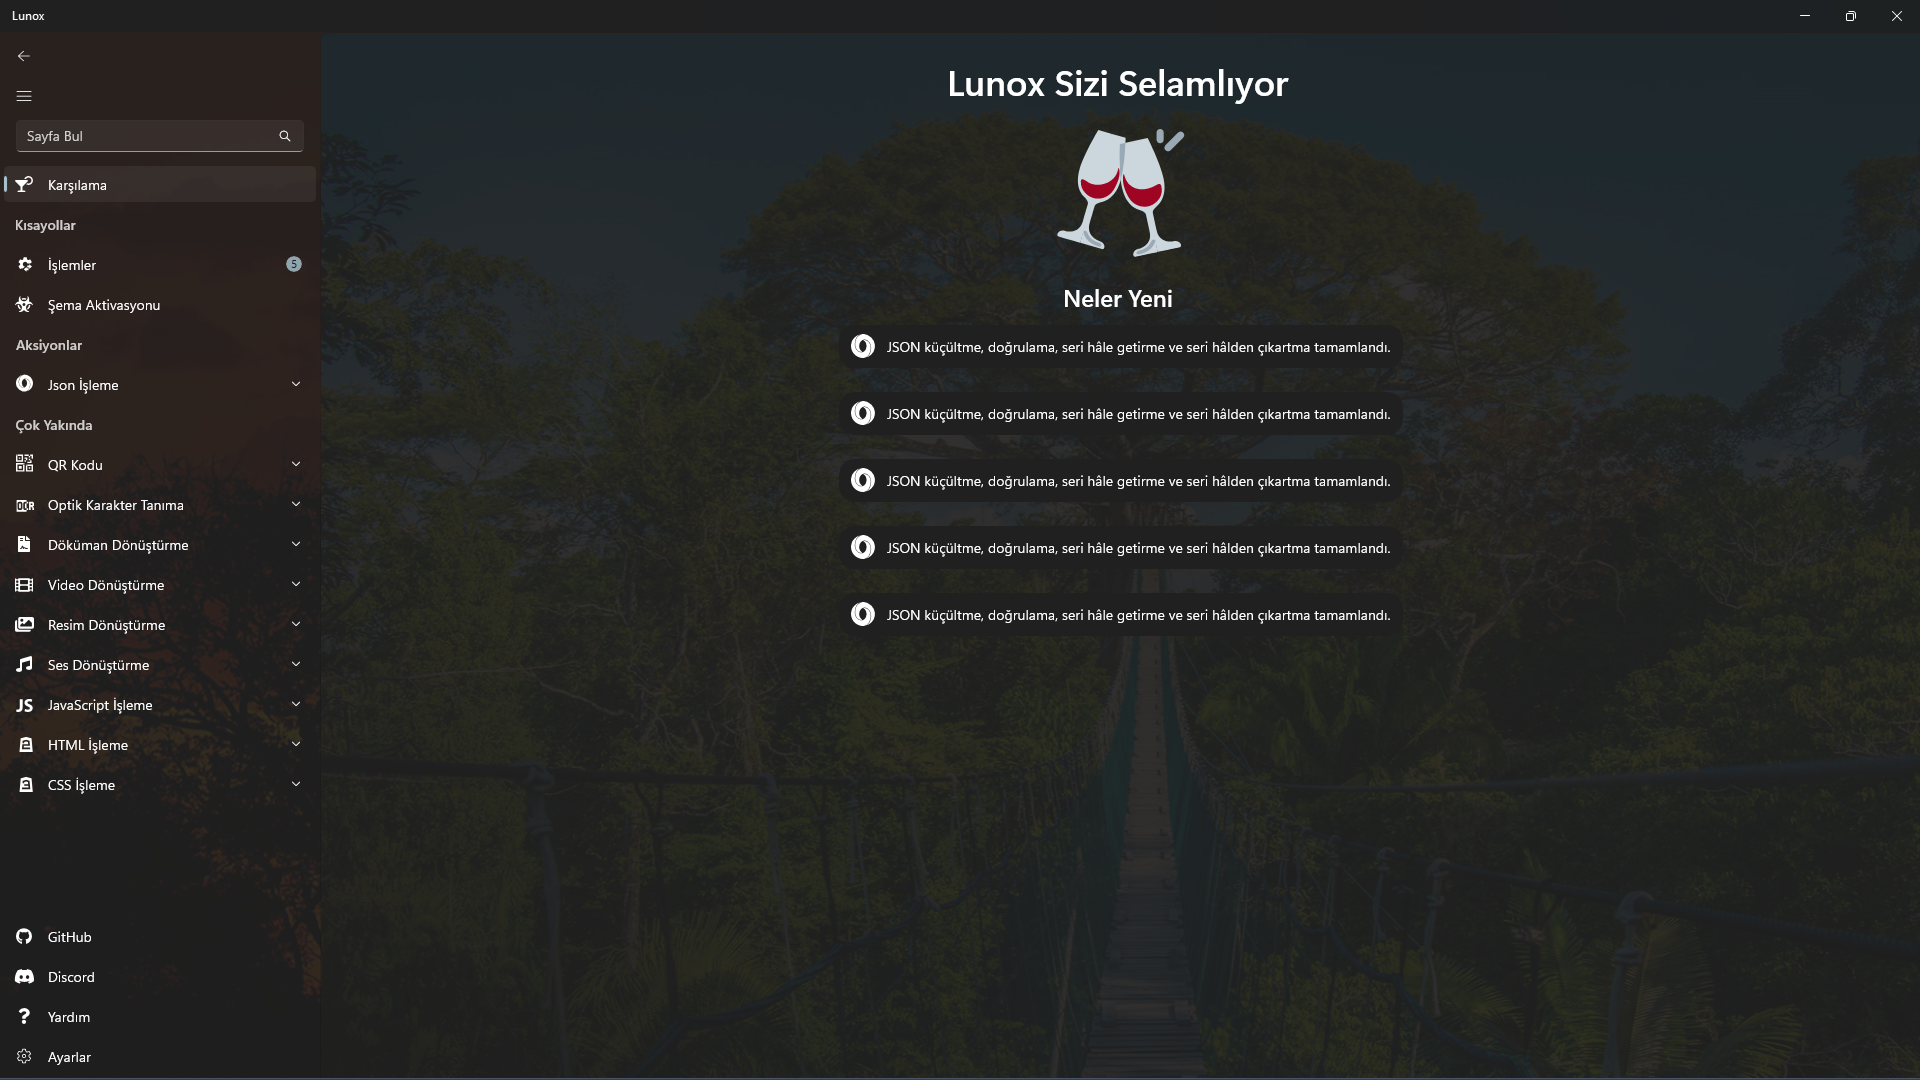 Lunox
Sayfa Bul
Karşılama
Kısayollar
İşlemler
5
Şema Aktivasyonu
Aksiyonlar
Json İşleme
Çok Yakında
QR Kodu
OCR
Optik Karakter Tanıma
Döküman Dönüştürme
Video Dönüştürme
Resim Dönüştürme
Ses Dönüştürme
JS
JavaScript İşleme
HTML İşleme
CSS İşleme
GitHub
Discord
? Yardım
Ayarlar
Lunox Sizi Selamlıyor
Neler Yeni
JSON küçültme, doğrulama, seri hâle getirme ve seri hâlden çıkartma tamamlandı.
JSON küçültme, doğrulama, seri hâle getirme ve seri hâlden çıkartma tamamlandı.
JSON küçültme, doğrulama, seri hâle getirme ve seri hâlden çıkartma tamamlandı.
JSON küçültme, doğrulama, seri hâle getirme ve seri hâlden çıkartma tamamlandı.
JSON küçültme, doğrulama, seri hâle getirme ve seri hâlden çıkartma tamamlandı.